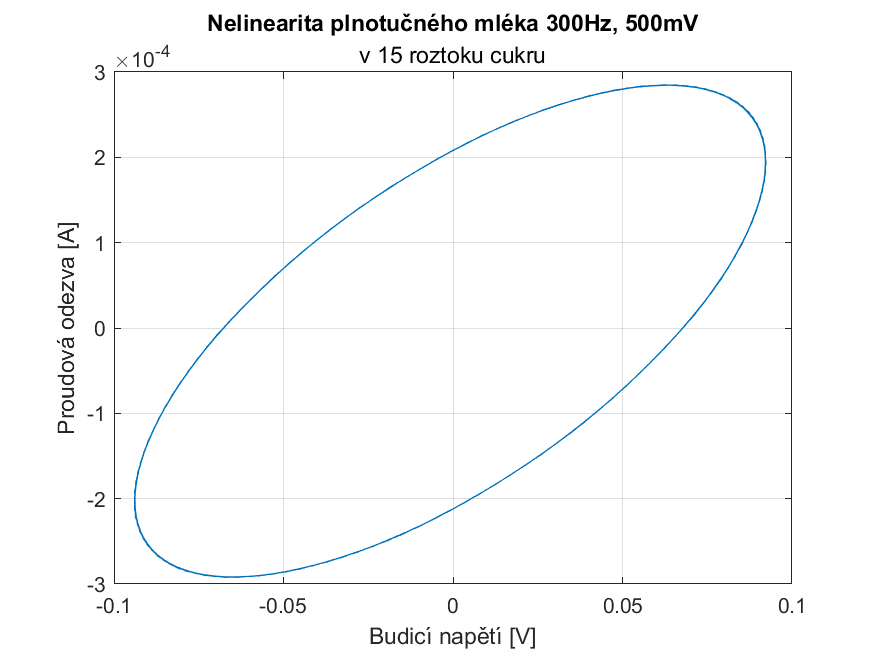 Nelinearita plnotučného mléka 300Hz, 500mV
v 15 roztoku cukru
×10⁻⁴
3
2
1
0
-1
-2
-3
Proudová odezva [A]
-0.1 -0.05 0 0.05 0.1
Budicí napětí [V]